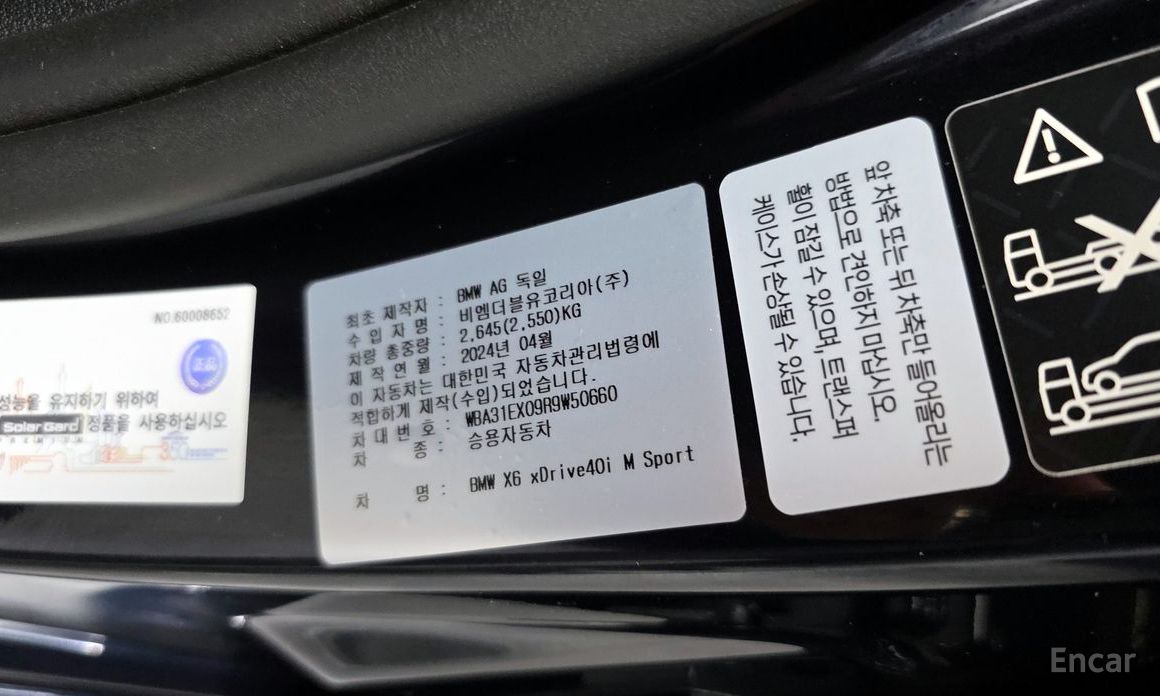 NO:60008652
正品
성능을 유지하기 위하여
Solar Gard 정품을 사용하십시오
최초 제작자 : BMW AG 독일
수 입 자 명 : 비엠더블유코리아(주)
차량 총중량 : 2,645(2,550)KG
제 작 연 월 : 2024년 04월
이 자동차는 대한민국 자동차관리법령에
적합하게 제작(수입)되었습니다.
차 대 번 호 : WBA31EX09R9W50660
차 종 : 승용자동차
차 명 : BMW X6 xDrive40i M Sport
앞 차축 또는 뒤 차축만 들어올리는
방법으로 견인하지 마십시오.
휠이 잠길 수 있으며, 트랜스퍼
케이스가 손상될 수 있습니다.
Encar